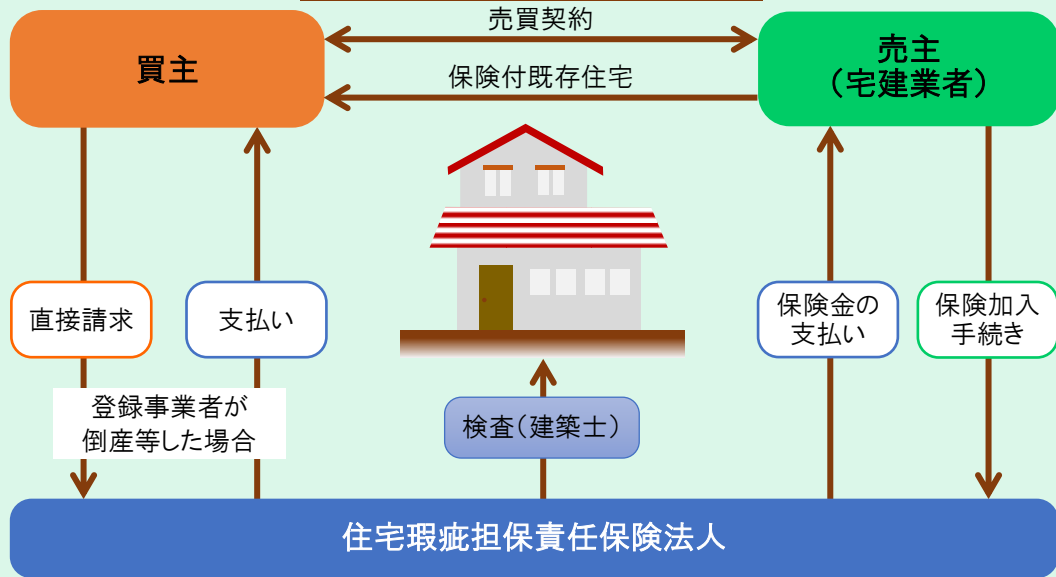 売買契約
買主
売主
（宅建業者）
保険付既存住宅
直接請求
支払い
保険金の
支払い
保険加入
手続き
登録事業者が
倒産等した場合
検査（建築士）
住宅瑕疵担保責任保険法人